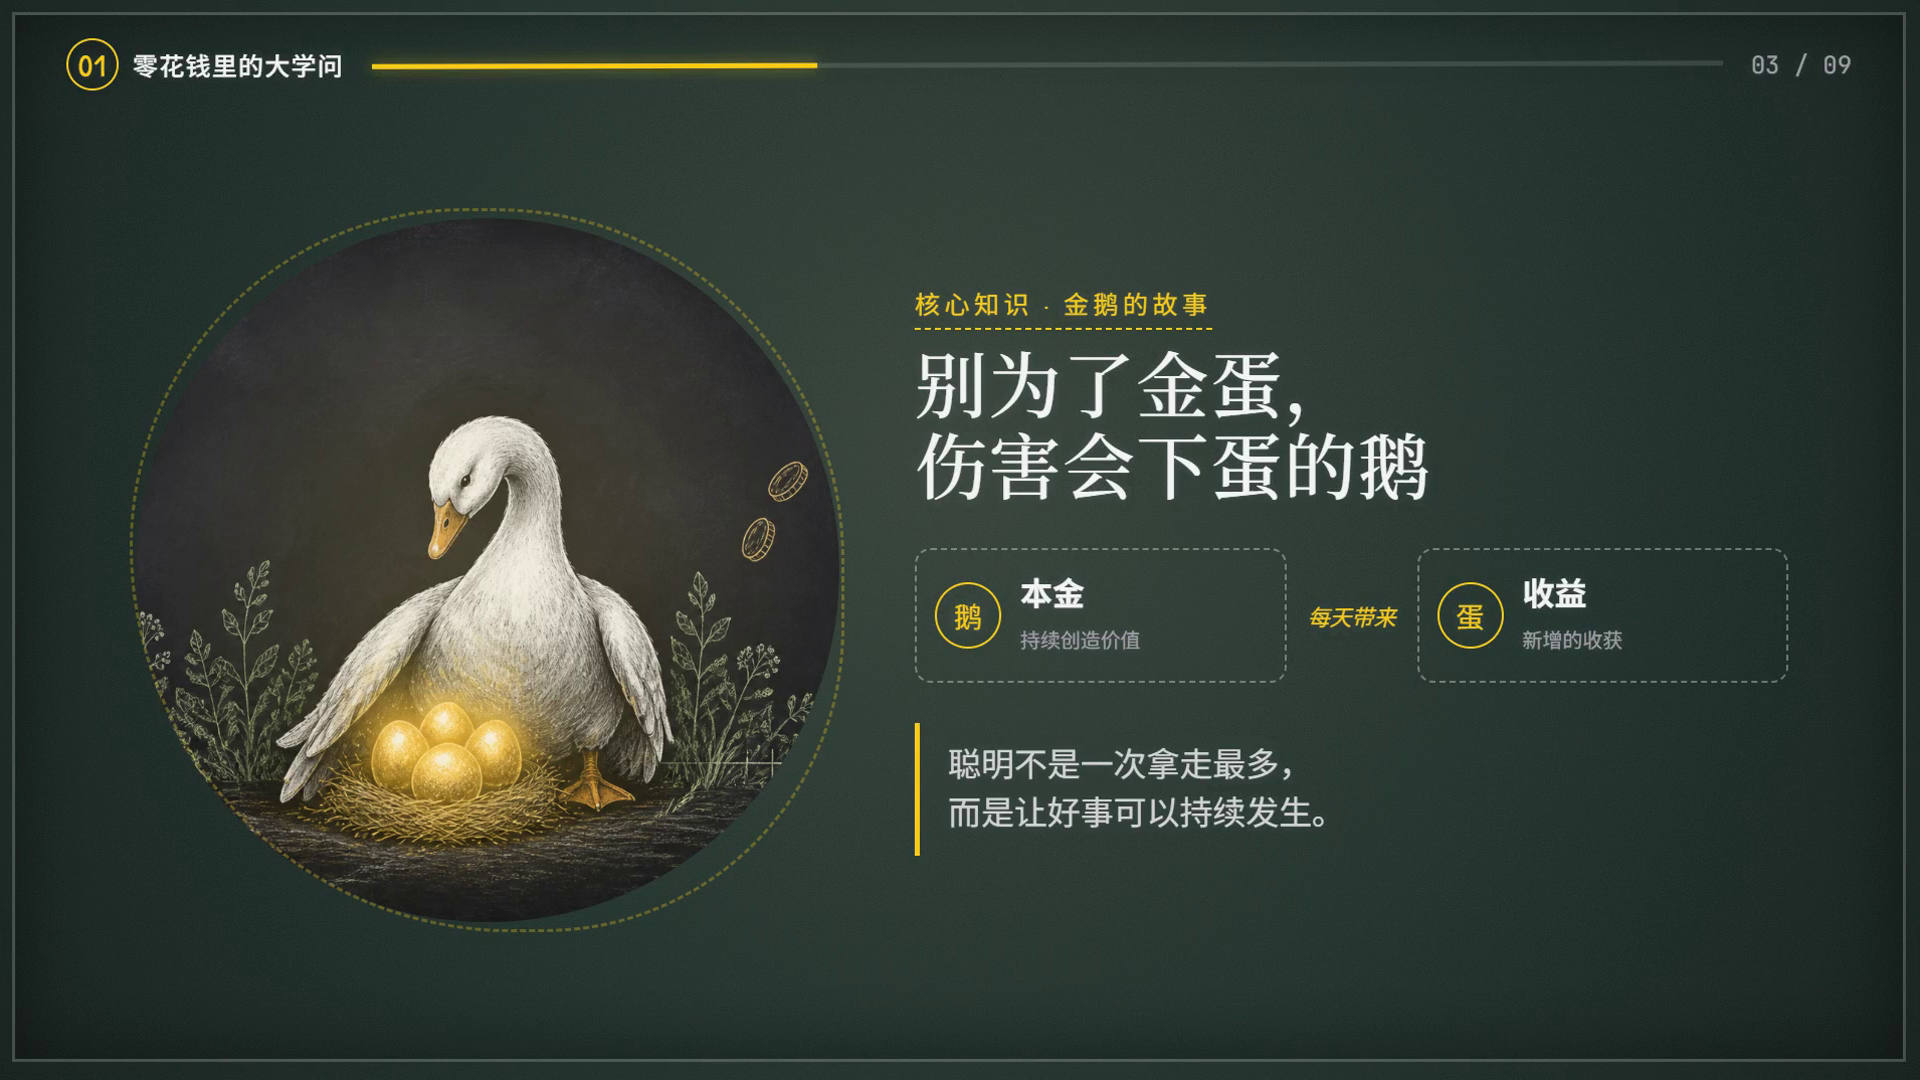 01 零花钱里的大学问
03 / 09
核心知识 · 金鹅的故事
别为了金蛋，
伤害会下蛋的鹅
鹅
本金
持续创造价值
每天带来
蛋
收益
新增的收获
聪明不是一次拿走最多，
而是让好事可以持续发生。